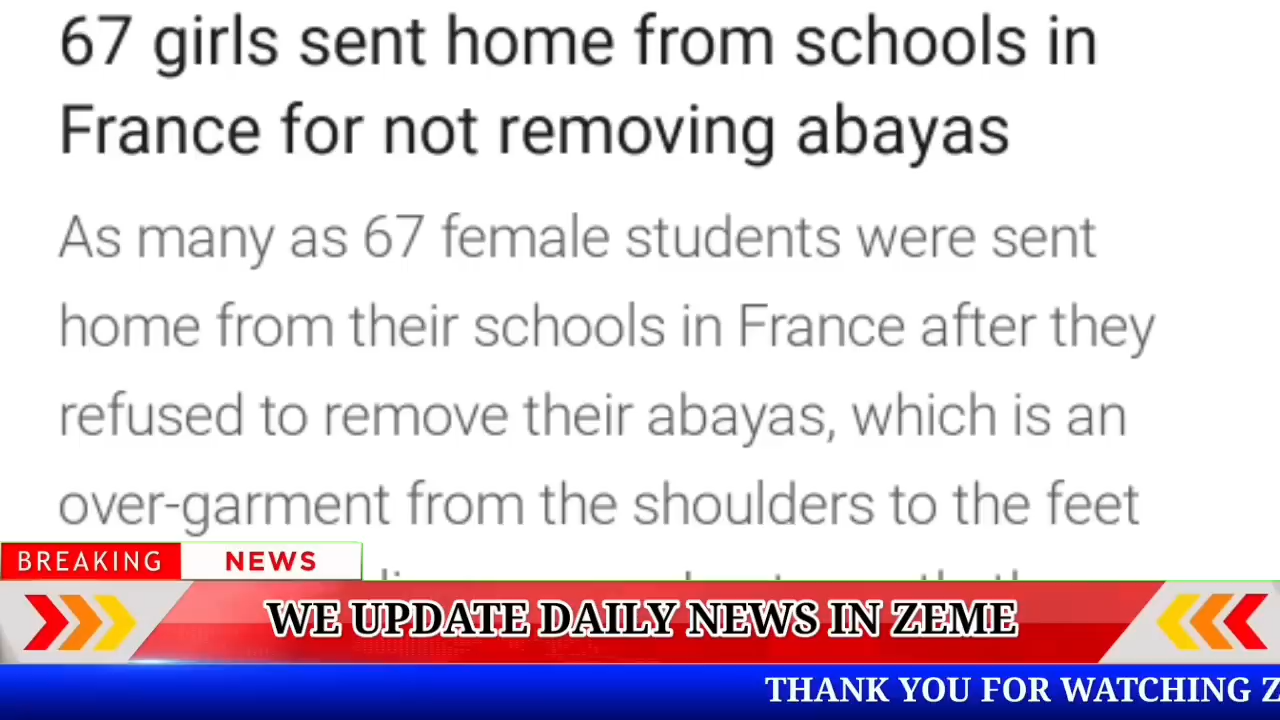 67 girls sent home from schools in
France for not removing abayas
As many as 67 female students were sent
home from their schools in France after they
refused to remove their abayas, which is an
over-garment from the shoulders to the feet
BREAKING NEWS
WE UPDATE DAILY NEWS IN ZEME
THANK YOU FOR WATCHING